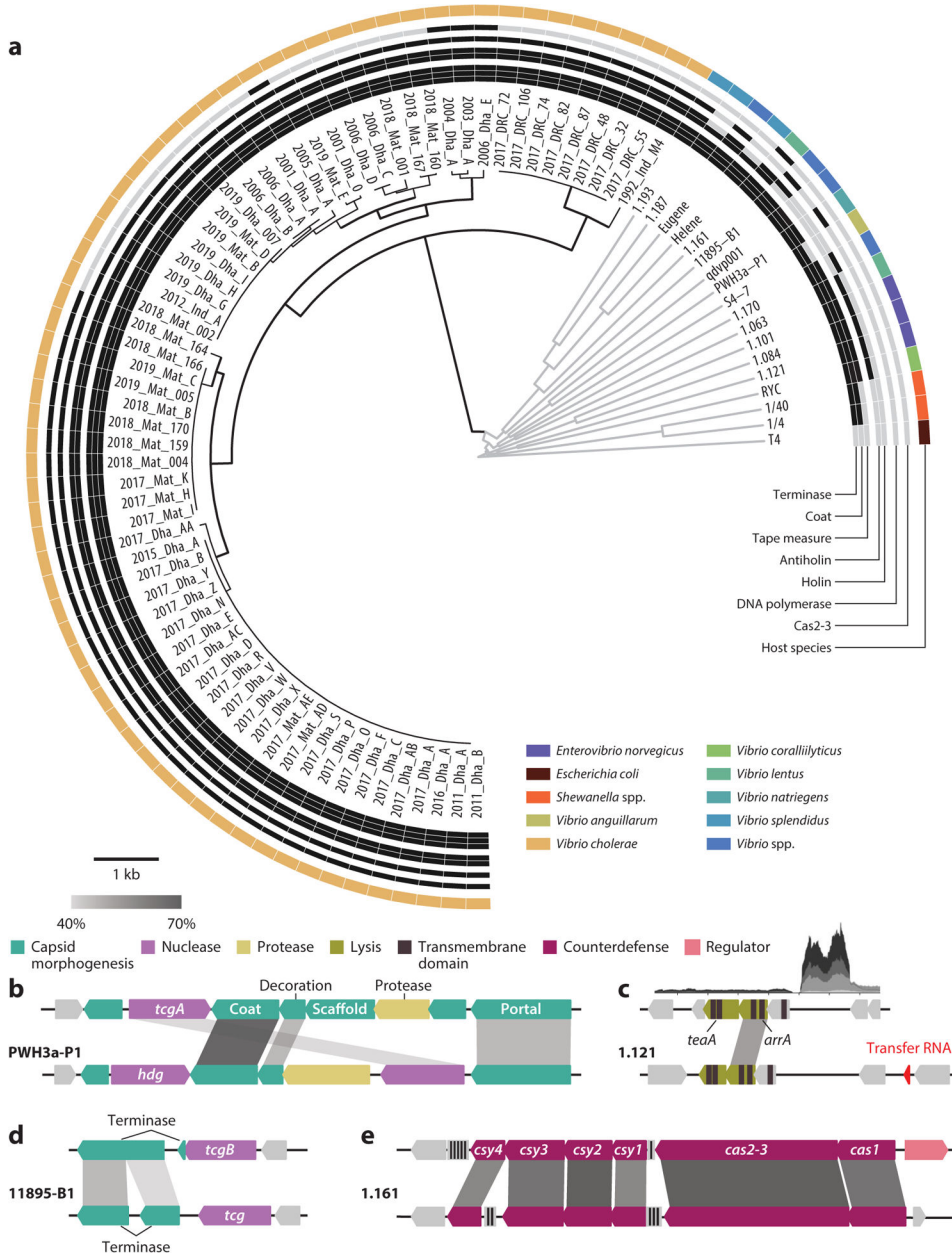 a
2011_Dha_B
2011_Dha_A
2016_Dha_A
2017_Dha_A
2017_Dha_AB
2017_Dha_C
2017_Dha_F
2017_Dha_O
2017_Dha_P
2017_Dha_S
2017_Mat_AD
2017_Mat_AE
2017_Dha_X
2017_Dha_W
2017_Dha_V
2017_Dha_R
2017_Dha_D
2017_Dha_AC
2017_Dha_E
2017_Dha_N
2017_Dha_Z
2017_Dha_Y
2017_Dha_B
2015_Dha_A
2017_Dha_AA
2017_Mat_I
2017_Mat_H
2017_Mat_K
2018_Mat_004
2018_Mat_159
2018_Mat_170
2018_Mat_B
2019_Mat_005
2019_Mat_C
2018_Mat_166
2018_Mat_164
2018_Mat_002
2012_Ind_A
2019_Dha_G
2019_Dha_H
2019_Dha_I
2019_Mat_B
2019_Mat_D
2019_Dha_007
2006_Dha_B
2006_Dha_A
2001_Dha_A
2005_Dha_A
2019_Mat_E
2001_Dha_O
2006_Dha_D
2006_Dha_C
2018_Mat_001
2018_Mat_167
2018_Mat_160
2004_Dha_A
2003_Dha_A
2006_Dha_E
2017_DRC_72
2017_DRC_106
2017_DRC_74
2017_DRC_82
2017_DRC_87
2017_DRC_48
2017_DRC_32
2017_DRC_55
1992_Ind_M4
1.193
1.187
Eugene
Helene
1.161
11895–B1
qdvp001
PWH3a–P1
S4–7
1.170
1.063
1.101
1.084
1.121
RYC
1/40
1/4
T4
Terminase
Coat
Tape measure
Antiholin
Holin
DNA polymerase
Cas2-3
Host species
Enterovibrio norvegicus
Escherichia coli
Shewanella spp.
Vibrio anguillarum
Vibrio cholerae
Vibrio coralliilyticus
Vibrio lentus
Vibrio natriegens
Vibrio splendidus
Vibrio spp.
1 kb
40% 70%
Capsid morphogenesis
Nuclease
Protease
Lysis
Transmembrane domain
Counterdefense
Regulator
b
Decoration
Protease
tcgA
Coat
Scaffold
Portal
PWH3a-P1
hdg
c
teaA
arrA
1.121
Transfer RNA
d
Terminase
tcgB
11895-B1
tcg
Terminase
e
csy4
csy3
csy2
csy1
cas2-3
cas1
1.161